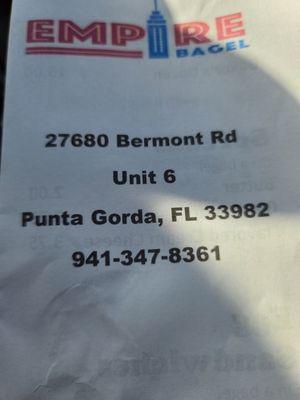 EMPIRE
BAGEL
27680 Bermont Rd
Unit 6
Punta Gorda, FL 33982
941-347-8361